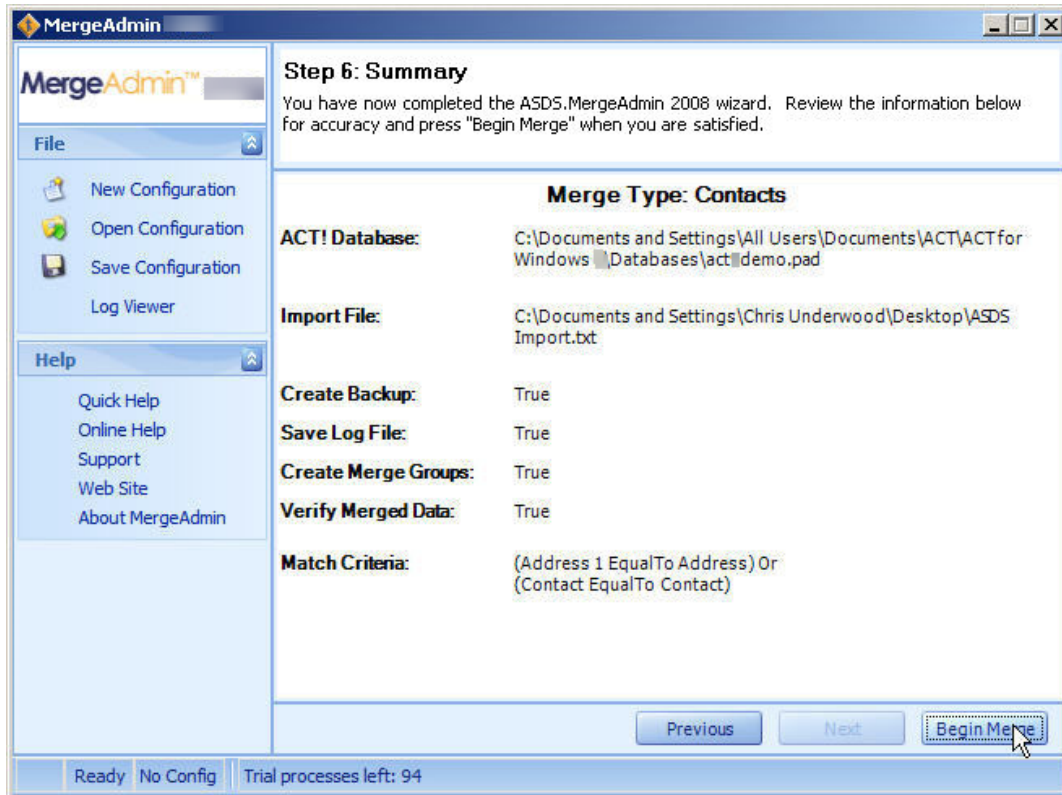 MergeAdmin
MergeAdmin™
File
New Configuration
Open Configuration
Save Configuration
Log Viewer
Help
Quick Help
Online Help
Support
Web Site
About MergeAdmin
Step 6: Summary
You have now completed the ASDS.MergeAdmin 2008 wizard. Review the information below
for accuracy and press "Begin Merge" when you are satisfied.
Merge Type: Contacts
ACT! Database: C:\Documents and Settings\All Users\Documents\ACT\ACT for
Windows \Databases\act demo.pad
Import File: C:\Documents and Settings\Chris Underwood\Desktop\ASDS
Import.txt
Create Backup: True
Save Log File: True
Create Merge Groups: True
Verify Merged Data: True
Match Criteria: (Address 1 EqualTo Address) Or
(Contact EqualTo Contact)
Previous Next Begin Merge
Ready No Config Trial processes left: 94